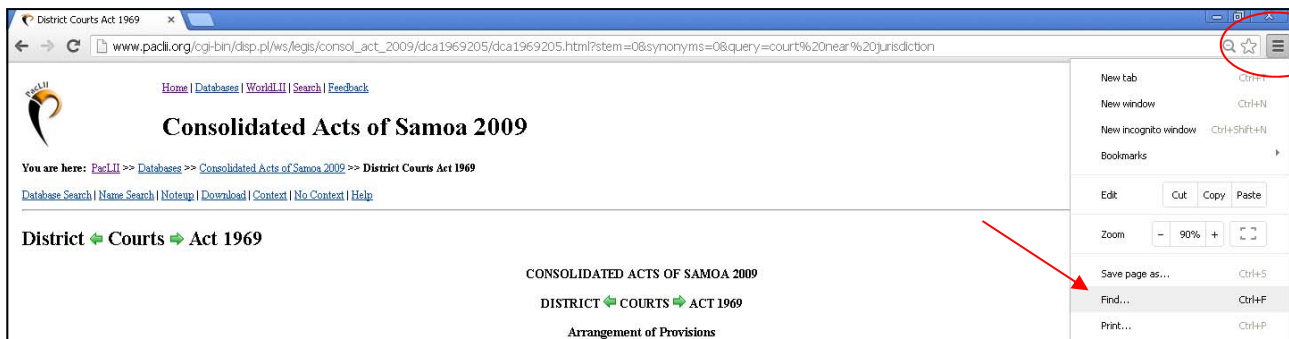 District Courts Act 1969
www.paclii.org/cgi-bin/disp.pl/ws/legis/consol_act_2009/dca1969205/dca1969205.html?stem=0&synonyms=0&query=court%20near%20jurisdiction
PacLII
Home | Databases | WorldLII | Search | Feedback
Consolidated Acts of Samoa 2009
You are here: PacLII >> Databases >> Consolidated Acts of Samoa 2009 >> District Courts Act 1969
Database Search | Name Search | Noteup | Download | Context | No Context | Help
District Courts Act 1969
CONSOLIDATED ACTS OF SAMOA 2009
DISTRICT COURTS ACT 1969
Arrangement of Provisions
New tab Ctrl+T
New window Ctrl+N
New incognito window Ctrl+Shift+N
Bookmarks
Edit Cut Copy Paste
Zoom - 90% +
Save page as... Ctrl+S
Find... Ctrl+F
Print... Ctrl+P